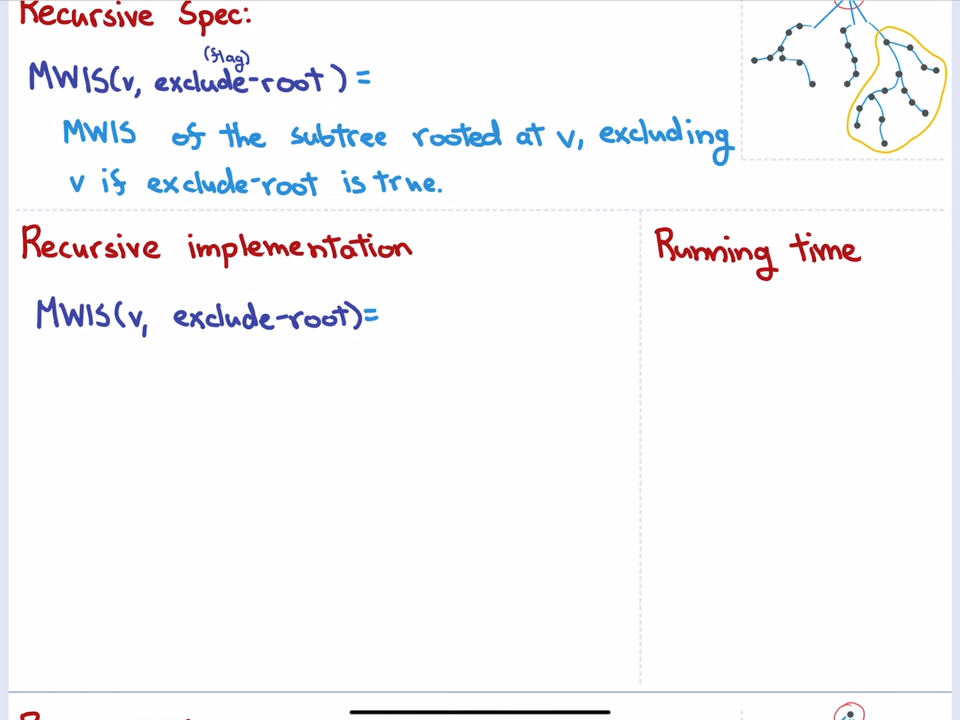 Recursive Spec:
(flag)
MWIS(v, exclude-root) =
MWIS of the subtree rooted at v, excluding
v if exclude-root is true.
Recursive implementation
Running time
MWIS(v, exclude-root)=